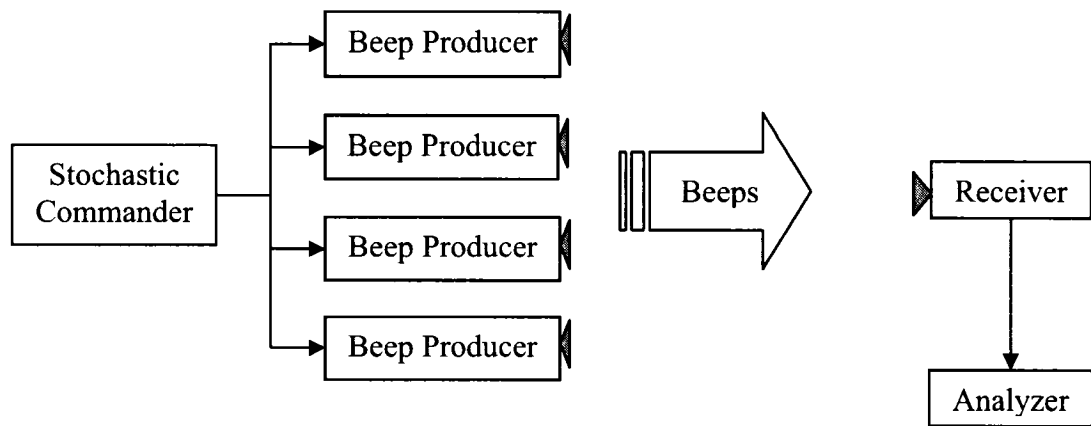 Beep Producer
Beep Producer
Stochastic
Commander
Beep Producer
Beep Producer
Beeps
Receiver
Analyzer